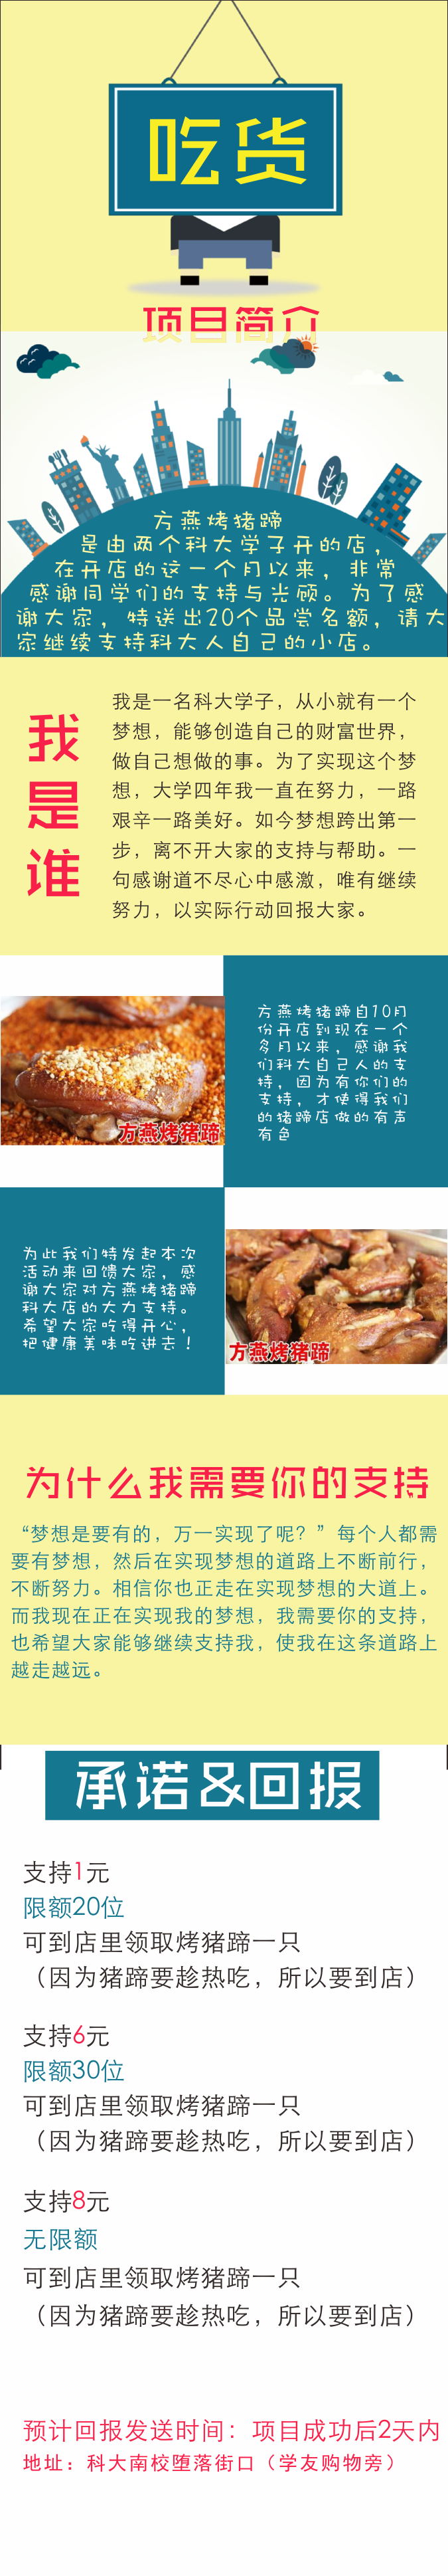 吃货
项目简介
方燕烤猪蹄
是由两个科大学子开的店，
在开店的这一个月以来，非常
感谢同学们的支持与光顾。为了感
谢大家，特送出20个品尝名额，请大
家继续支持科大人自己的小店。
我是谁
我是一名科大学子，从小就有一个
梦想，能够创造自己的财富世界，
做自己想做的事。为了实现这个梦
想，大学四年我一直在努力，一路
艰辛一路美好。如今梦想跨出第一
步，离不开大家的支持与帮助。一
句感谢道不尽心中感激，唯有继续
努力，以实际行动回报大家。
方燕烤猪蹄
方燕烤猪蹄自10月
份开店到现在一个
多月以来，感谢我
们科大自己人的支
持，因为有你们的
支持，才使得我们
的猪蹄店做的有声
有色
为此我们特发起本次
活动来回馈大家，感
谢大家对方燕烤猪蹄
科大店的大力支持。
希望大家吃得开心，
把健康美味吃进去！
方燕烤猪蹄
为什么我需要你的支持
“梦想是要有的，万一实现了呢？”每个人都需
要有梦想，然后在实现梦想的道路上不断前行，
不断努力。相信你也正走在实现梦想的大道上。
而我现在正在实现我的梦想，我需要你的支持，
也希望大家能够继续支持我，使我在这条道路上
越走越远。
承诺&回报
支持1元
限额20位
可到店里领取烤猪蹄一只
（因为猪蹄要趁热吃，所以要到店）
支持6元
限额30位
可到店里领取烤猪蹄一只
（因为猪蹄要趁热吃，所以要到店）
支持8元
无限额
可到店里领取烤猪蹄一只
（因为猪蹄要趁热吃，所以要到店）
预计回报发送时间：项目成功后2天内
地址：科大南校堕落街口（学友购物旁）